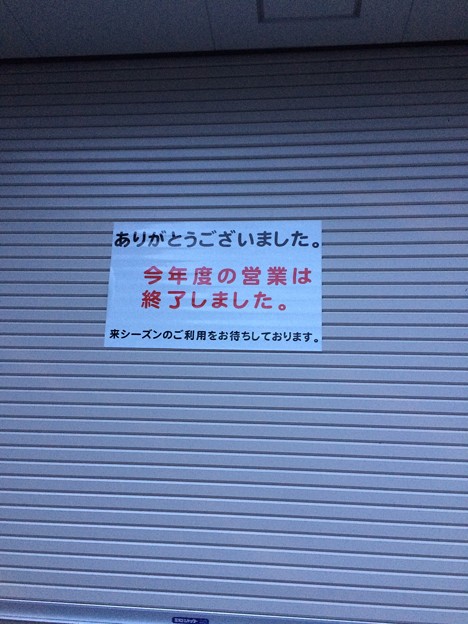 ありがとうございました。
今年度の営業は
終了しました。
来シーズンのご利用をお待ちしております。